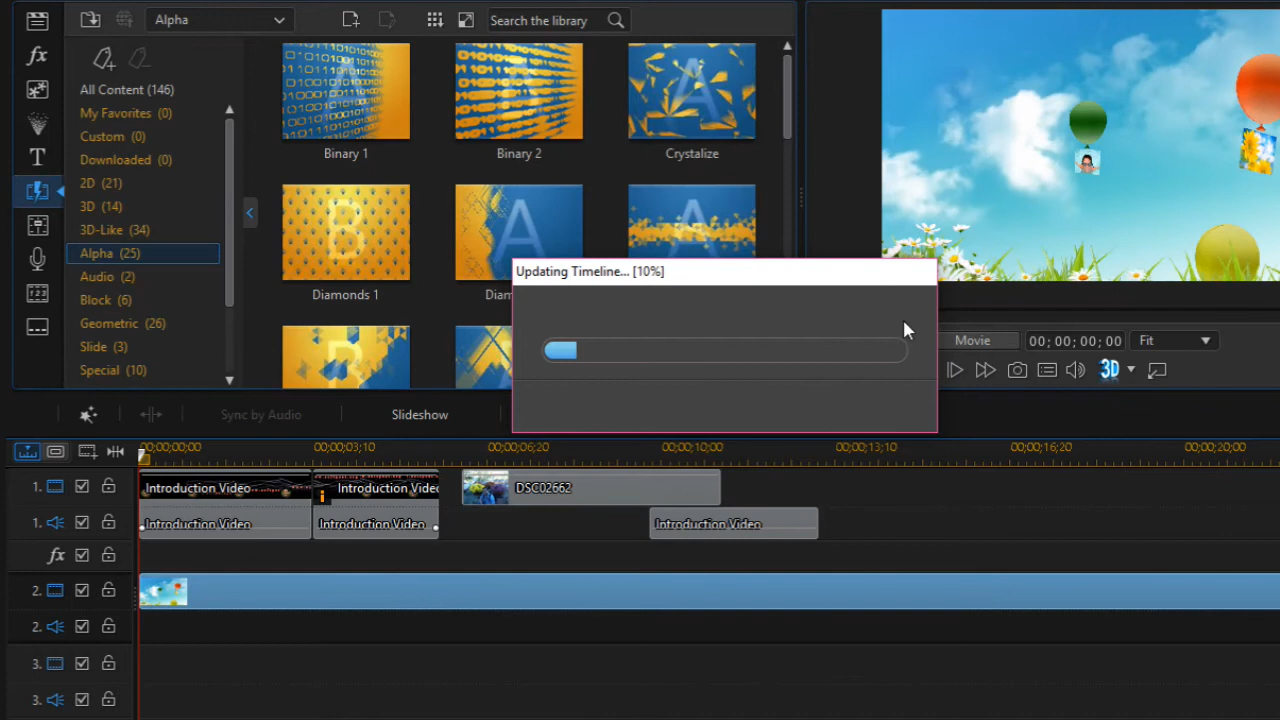 Alpha
Search the library
fx
All Content (146)
My Favorites (0)
Custom (0)
Downloaded (0)
2D (21)
3D (14)
3D-Like (34)
Alpha (25)
Audio (2)
Block (6)
Geometric (26)
Slide (3)
Special (10)
T
Binary 1
Binary 2
Crystalize
Diamonds 1
Diam
Updating Timeline... [10%]
Movie
00; 00; 00; 00
Fit
3D
Sync by Audio
Slideshow
00;00;00;00
00;00;03;10
00;00;06;20
00;00;10;00
00;00;13;10
00;00;16;20
00;00;20;00
1.
Introduction Video
Introduction Video
DSC02662
1.
Introduction Video
Introduction Video
Introduction Video
fx
2.
2.
3.
3.